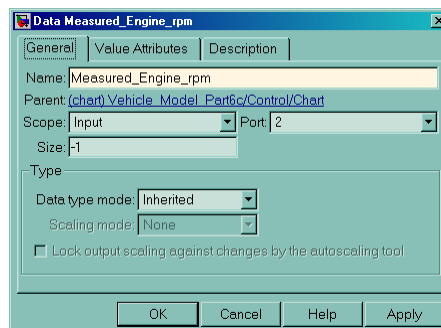 Data Measured_Engine_rpm
General Value Attributes Description
Name: Measured_Engine_rpm
Parent: (chart) Vehicle_Model_Part6c/Control/Chart
Scope: Input Port: 2
Size: -1
Type
Data type mode: Inherited
Scaling mode: None
Lock output scaling against changes by the autoscaling tool
OK Cancel Help Apply